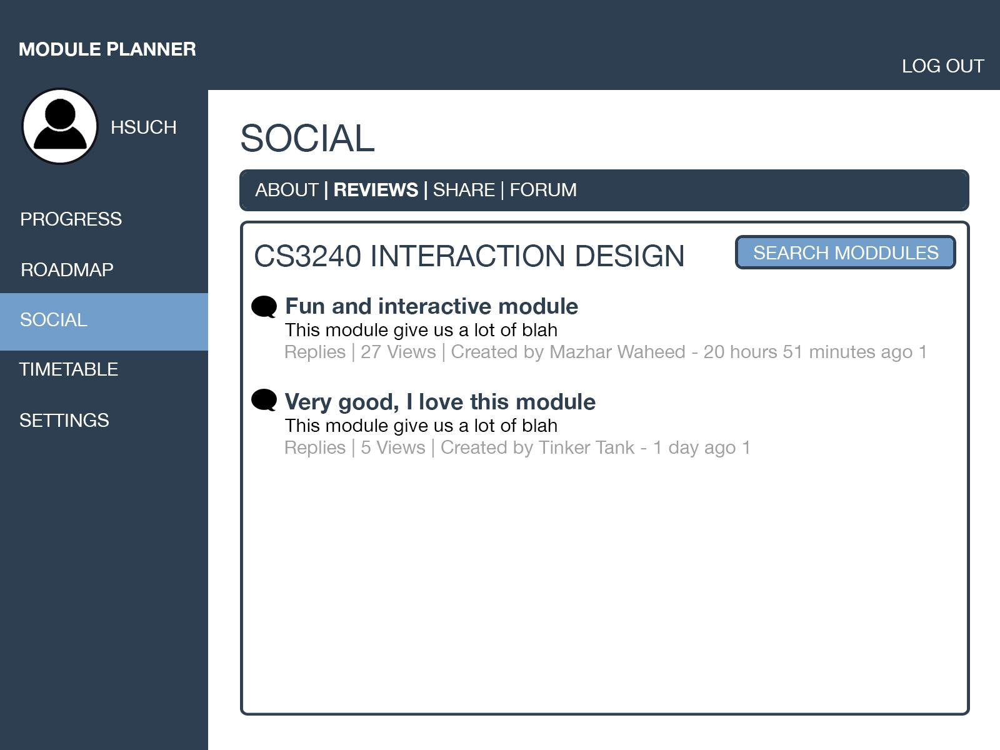 MODULE PLANNER
LOG OUT
HSUCH
PROGRESS
ROADMAP
SOCIAL
TIMETABLE
SETTINGS
SOCIAL
ABOUT | REVIEWS | SHARE | FORUM
CS3240 INTERACTION DESIGN
SEARCH MODDULES
Fun and interactive module
This module give us a lot of blah
Replies | 27 Views | Created by Mazhar Waheed - 20 hours 51 minutes ago 1
Very good, I love this module
This module give us a lot of blah
Replies | 5 Views | Created by Tinker Tank - 1 day ago 1